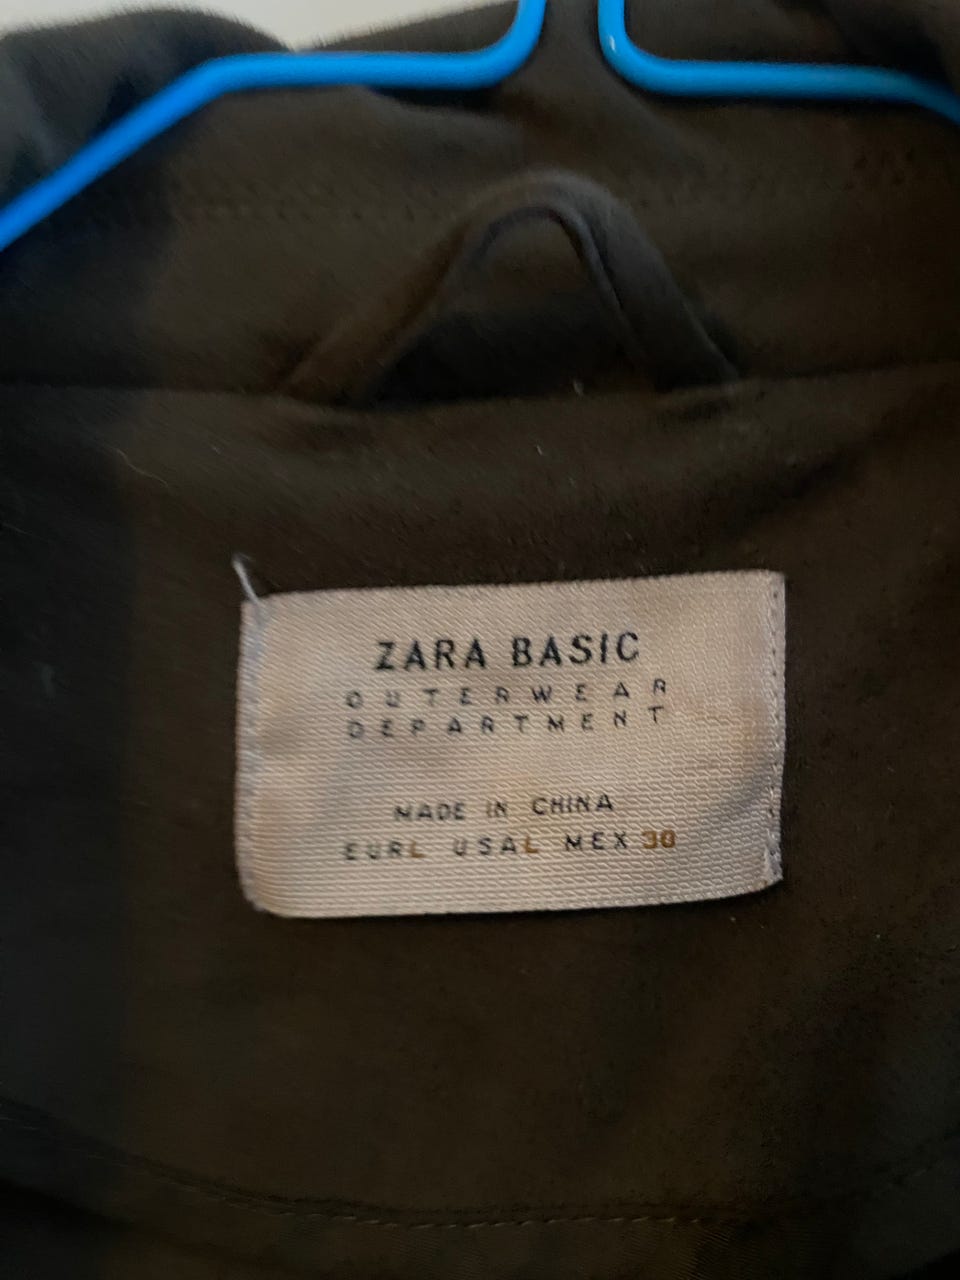 ZARA BASIC
OUTERWEAR
DEPARTMENT
MADE IN CHINA
EUR L USA L MEX 30